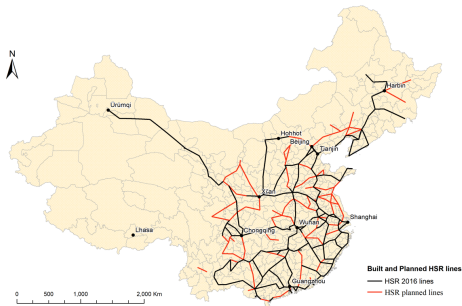 N
Harbin
Ürümqi
Hohhot
Beijing
Tianjin
Xi'an
Shanghai
Lhasa
Chongqing
Wuhan
Guangzhou
Built and Planned HSR lines
HSR 2016 lines
HSR planned lines
0
1,000
2,000 Km